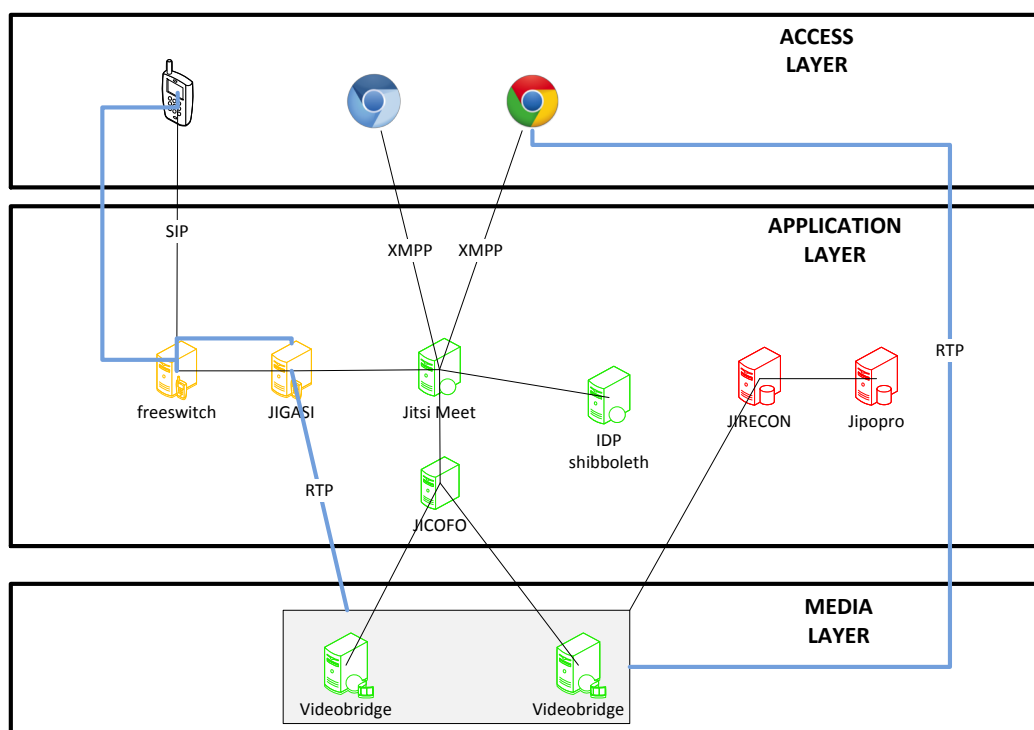 ACCESS
LAYER
APPLICATION
LAYER
SIP
XMPP
XMPP
RTP
freeswitch
JIGASI
Jitsi Meet
JIRECON
Jipopro
IDP
shibboleth
RTP
JICOFO
MEDIA
LAYER
Videobridge
Videobridge